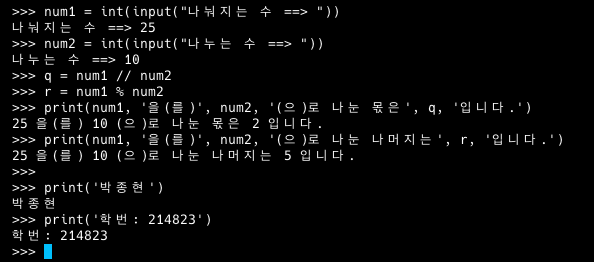 >>> num1 = int(input("나눠지는 수 ==> "))
나눠지는 수 ==> 25
>>> num2 = int(input("나누는 수 ==> "))
나누는 수 ==> 10
>>> q = num1 // num2
>>> r = num1 % num2
>>> print(num1, '을(를)', num2, '(으)로 나눈 몫은', q, '입니다.')
25 을(를) 10 (으)로 나눈 몫은 2 입니다.
>>> print(num1, '을(를)', num2, '(으)로 나눈 나머지는', r, '입니다.')
25 을(를) 10 (으)로 나눈 나머지는 5 입니다.
>>>
>>> print('박종현')
박종현
>>> print('학번: 214823')
학번: 214823
>>>